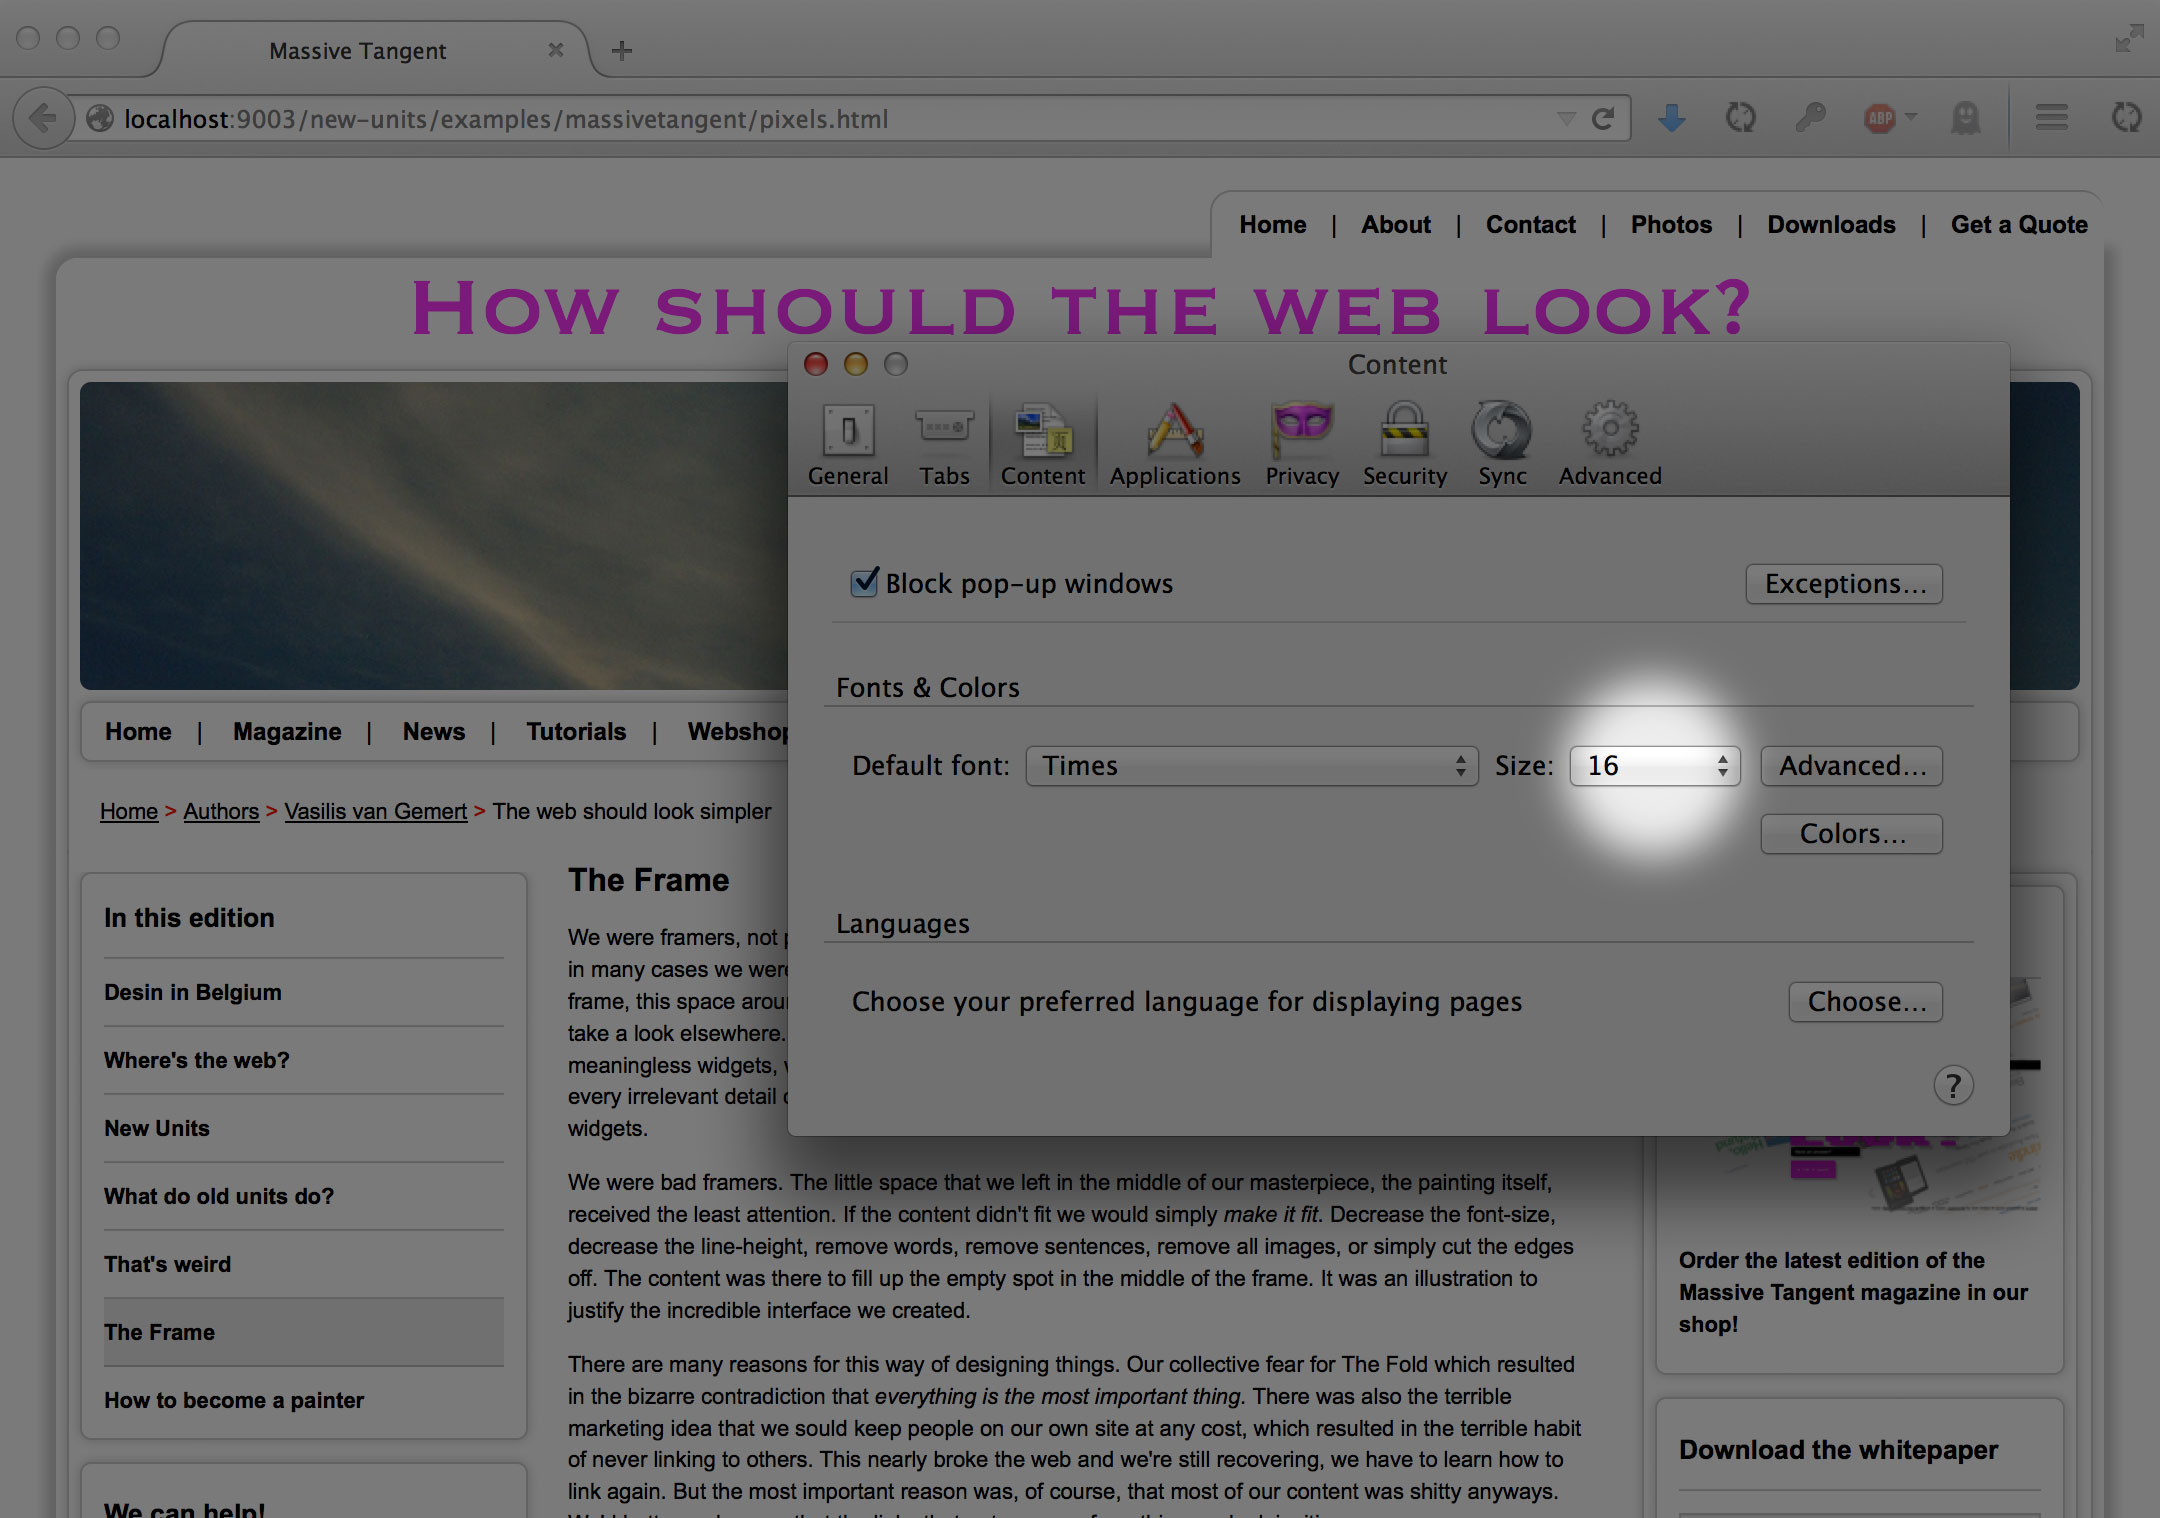 Massive Tangent
localhost:9003/new-units/examples/massivetangent/pixels.html
ABP
Home | About | Contact | Photos | Downloads | Get a Quote
How should the web look?
Content
General Tabs Content Applications Privacy Security Sync Advanced
Block pop-up windows Exceptions...
Fonts & Colors
Default font: Times Size: 16 Advanced...
Colors...
Languages
Choose your preferred language for displaying pages Choose...
?
Home | Magazine | News | Tutorials | Webshop
Home > Authors > Vasilis van Gemert > The web should look simpler
In this edition
Desin in Belgium
Where's the web?
New Units
What do old units do?
That's weird
The Frame
How to become a painter
We can help!
The Frame
We were framers, not
in many cases we were
frame, this space
take a look elsewhere.
meaningless widgets,
every irrelevant detail
widgets.
We were bad framers. The little space that we left in the middle of our masterpiece, the painting itself,
received the least attention. If the content didn't fit we would simply make it fit. Decrease the font-size,
decrease the line-height, remove words, remove sentences, remove all images, or simply cut the edges
off. The content was there to fill up the empty spot in the middle of the frame. It was an illustration to
justify the incredible interface we created.
There are many reasons for this way of designing things. Our collective fear for The Fold which resulted
in the bizarre contradiction that everything is the most important thing. There was also the terrible
marketing idea that we sould keep people on our own site at any cost, which resulted in the terrible habit
of never linking to others. This nearly broke the web and we're still recovering, we have to learn how to
link again. But the most important reason was, of course, that most of our content was shitty anyways.
Order the latest edition of the
Massive Tangent magazine in our
shop!
Download the whitepaper